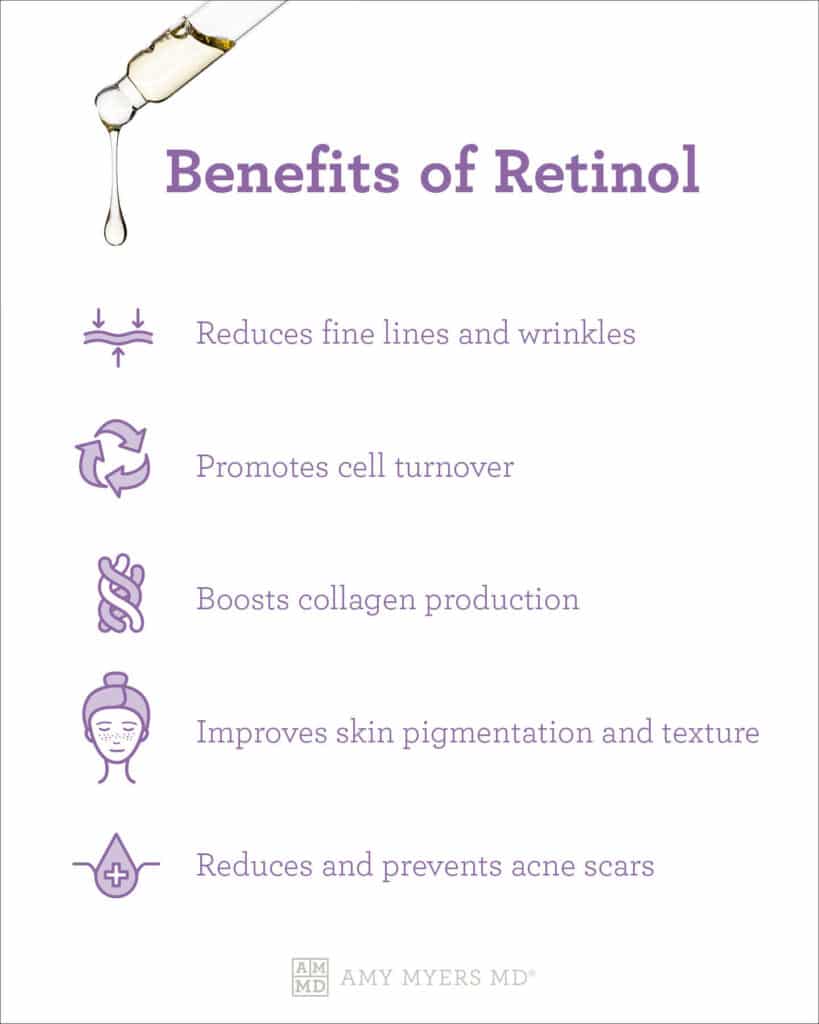 Benefits of Retinol
Reduces fine lines and wrinkles
Promotes cell turnover
Boosts collagen production
Improves skin pigmentation and texture
Reduces and prevents acne scars
AM
MD
AMY MYERS MD®